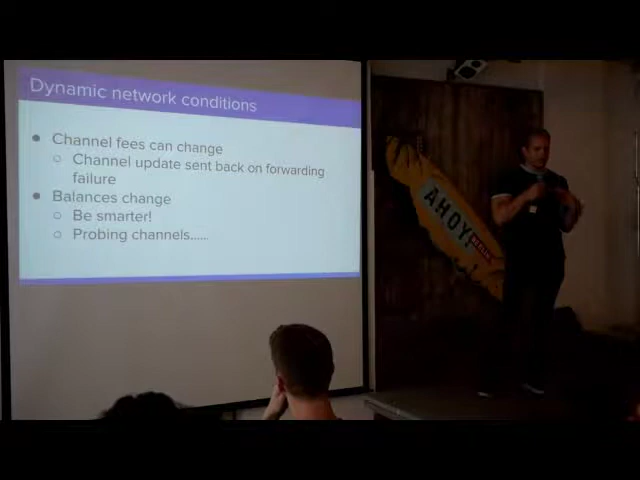 Dynamic network conditions
● Channel fees can change
○ Channel update sent back on forwarding
failure
● Balances change
○ Be smarter!
○ Probing channels......
AHOY!
BERLIN